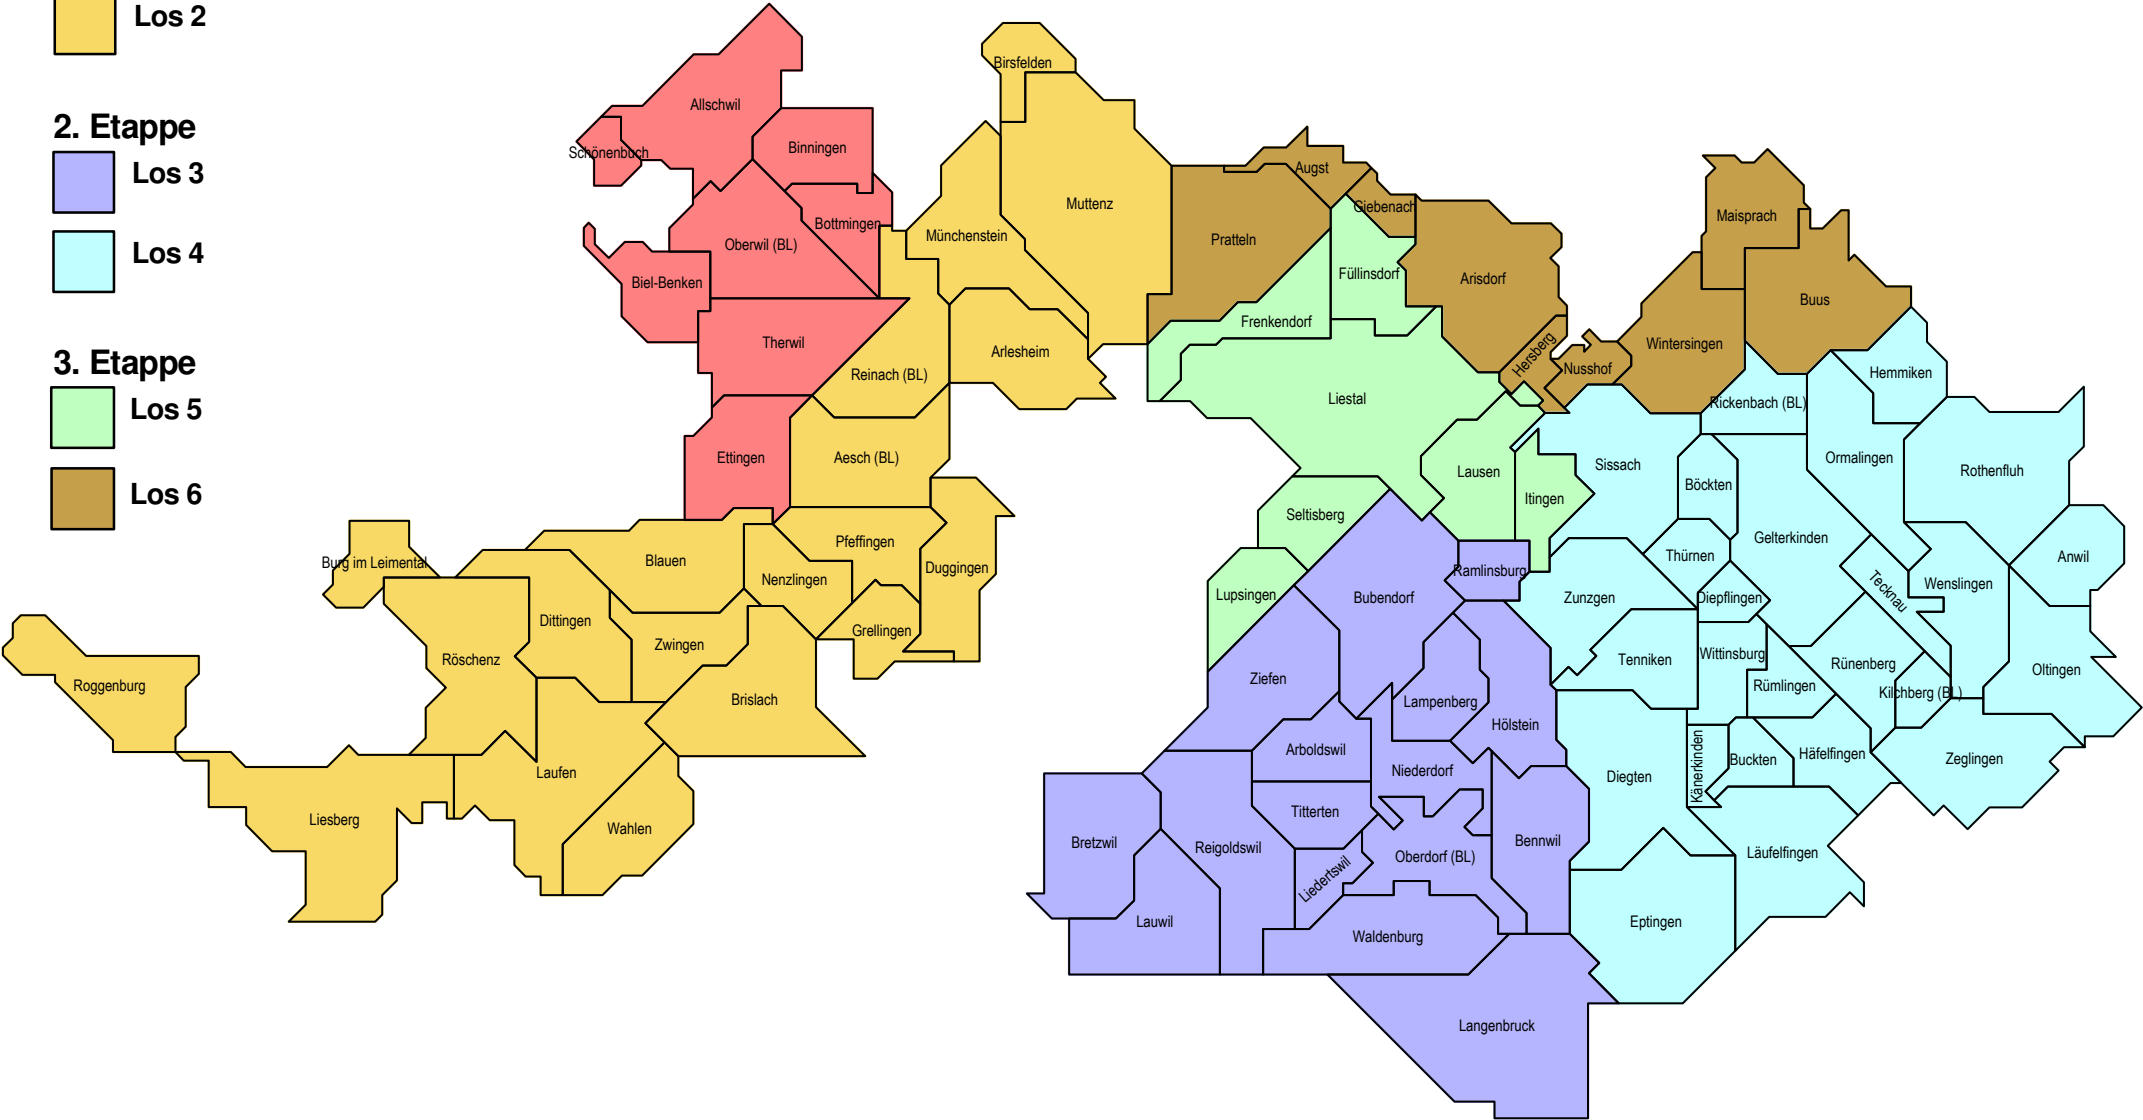 Los 2
2. Etappe
Los 3
Los 4
3. Etappe
Los 5
Los 6
Allschwil
Schönenbuch
Binningen
Bottmingen
Oberwil (BL)
Biel-Benken
Therwil
Ettingen
Birsfelden
Muttenz
Münchenstein
Arlesheim
Reinach (BL)
Aesch (BL)
Pfeffingen
Duggingen
Blauen
Nenzlingen
Grellingen
Burg im Leimental
Dittingen
Zwingen
Röschenz
Brislach
Roggenburg
Laufen
Liesberg
Wahlen
Augst
Giebenach
Pratteln
Füllinsdorf
Arisdorf
Frenkendorf
Hersberg
Nusshof
Wintersingen
Maisprach
Buus
Hemmiken
Rickenbach (BL)
Liestal
Lausen
Itingen
Sissach
Böckten
Ormalingen
Rothenfluh
Seltisberg
Gelterkinden
Thürnen
Anwil
Lupsingen
Bubendorf
Ramlinsburg
Zunzgen
Diepflingen
Tecknau
Wenslingen
Ziefen
Tenniken
Wittinsburg
Rünenberg
Oltingen
Lampenberg
Hölstein
Rümlingen
Kilchberg (BL)
Arboldswil
Niederdorf
Diegten
Känerkinden
Buckten
Häfelfingen
Zeglingen
Titterten
Bretzwil
Reigoldswil
Liedertswil
Oberdorf (BL)
Bennwil
Läufelfingen
Lauwil
Waldenburg
Eptingen
Langenbruck